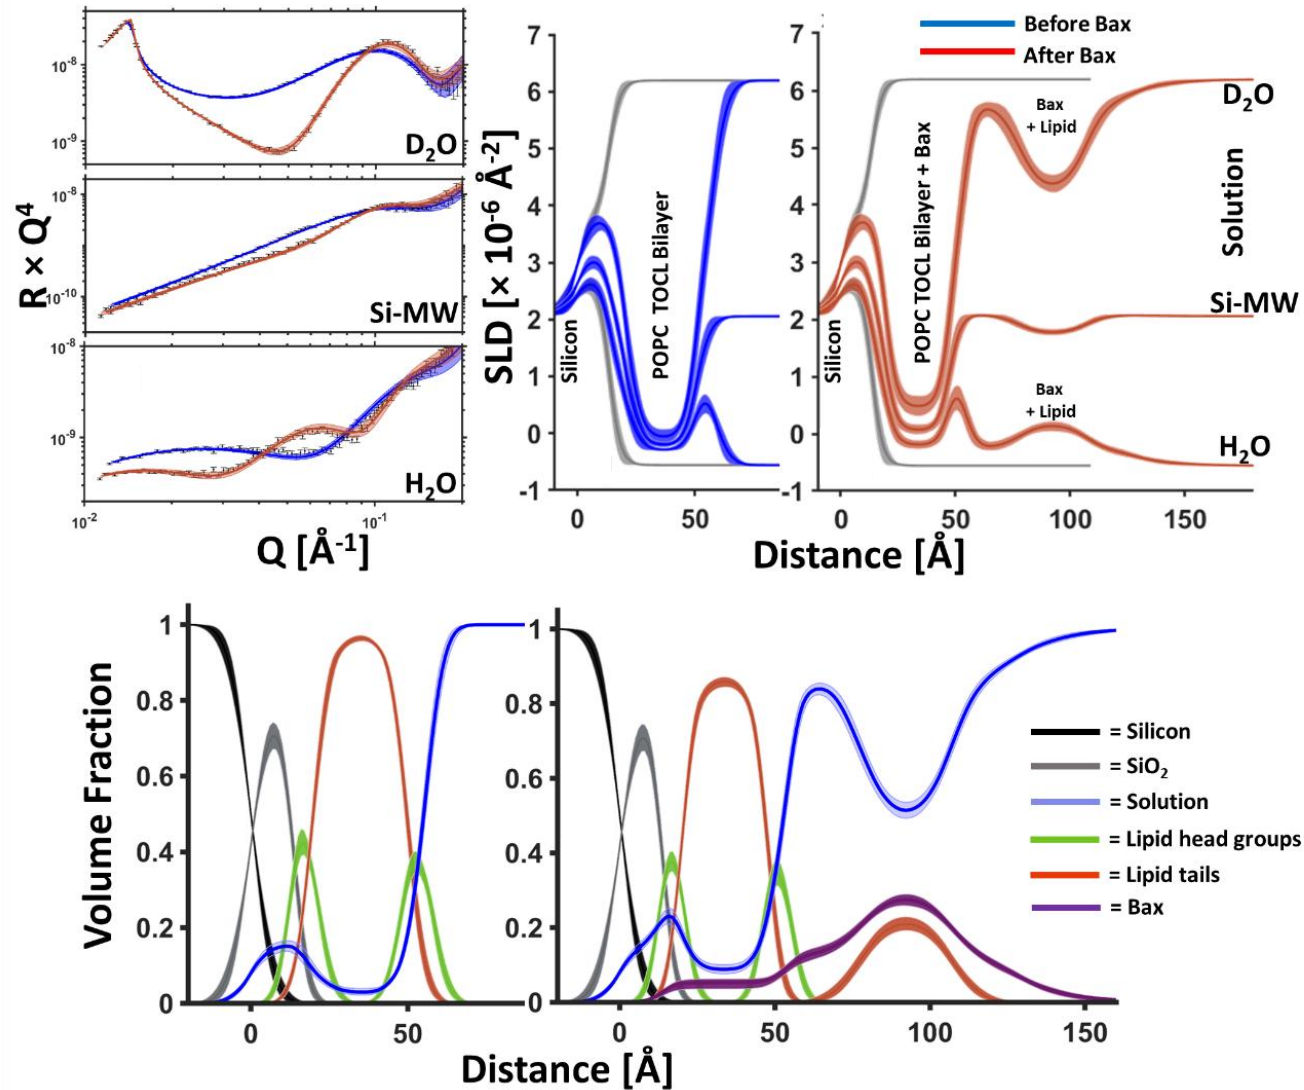 10⁻⁸
10⁻⁹
D₂O
10⁻⁸
10⁻¹⁰
Si-MW
10⁻⁸
10⁻⁹
H₂O
10⁻²
10⁻¹
R × Q⁴
Q [Å⁻¹]
SLD [× 10⁻⁶ Å⁻²]
7
6
5
4
3
2
1
0
-1
Silicon
POPC TOCL Bilayer
0
50
7
6
5
4
3
2
1
0
-1
Before Bax
After Bax
Silicon
POPC TOCL Bilayer + Bax
Bax
+ Lipid
Bax
+ Lipid
D₂O
Solution
Si-MW
H₂O
0
50
100
150
Distance [Å]
Volume Fraction
1
0.8
0.6
0.4
0.2
0
0
50
1
0.8
0.6
0.4
0.2
0
0
50
100
150
= Silicon
= SiO₂
= Solution
= Lipid head groups
= Lipid tails
= Bax
Distance [Å]